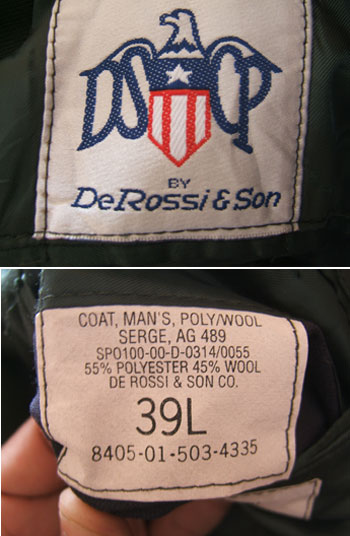 DSCP
BY
DeRossi & Son
COAT, MAN'S, POLY/WOOL
SERGE, AG 489
SPO100-00-D-0314/0055
55% POLYESTER 45% WOOL
DE ROSSI & SON CO.
39L
8405-01-503-4335